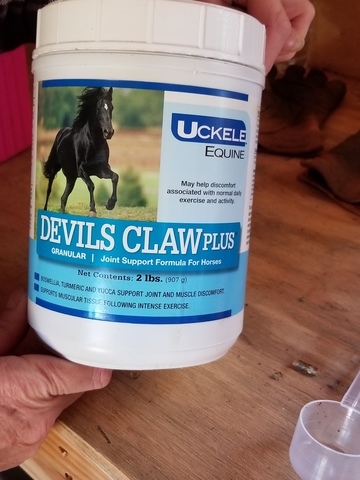 UCKELE
EQUINE
May help discomfort
associated with normal daily
exercise and activity.
DEVILS CLAW PLUS
GRANULAR | Joint Support Formula For Horses
Net Contents: 2 lbs. (907 g)
BOSWELLIA, TURMERIC AND YUCCA SUPPORT JOINT AND MUSCLE DISCOMFORT.
SUPPORTS MUSCULAR TISSUE FOLLOWING INTENSE EXERCISE.